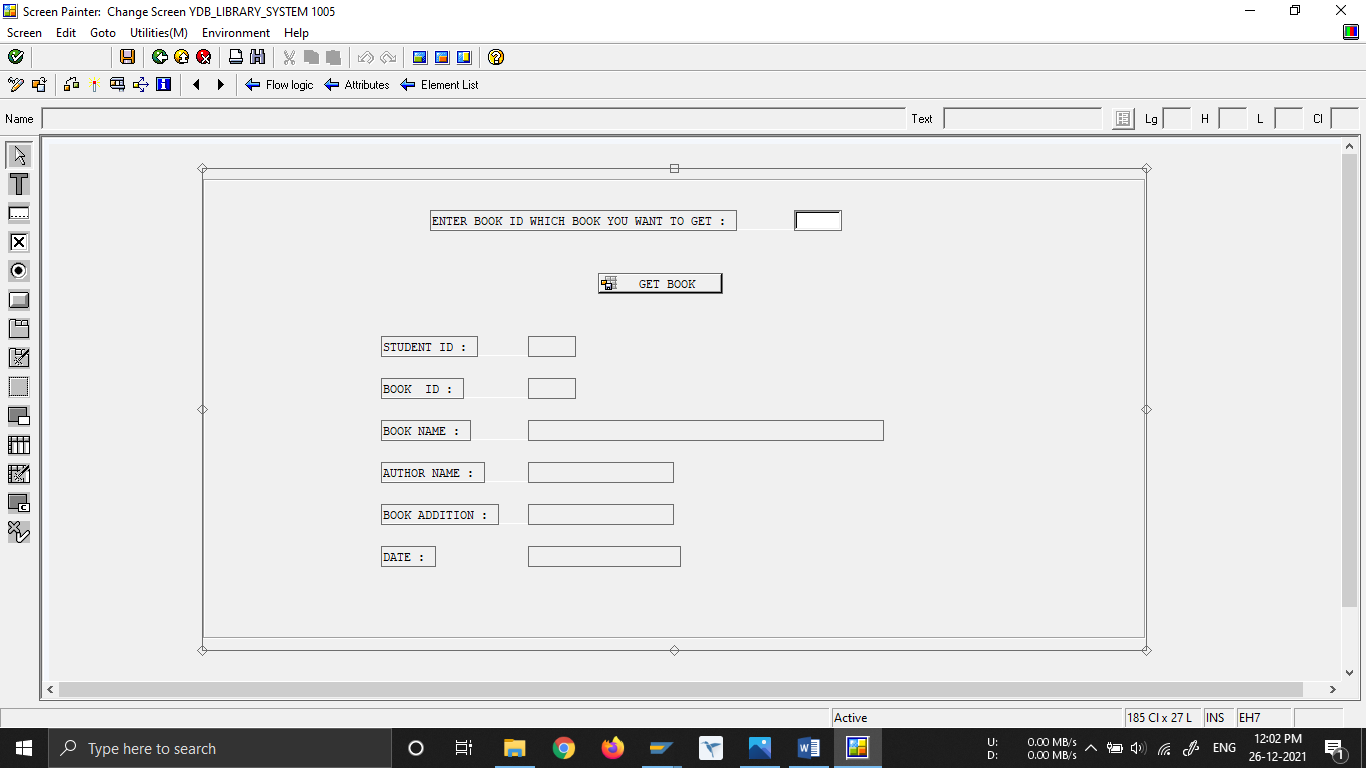 Screen Painter: Change Screen YDB_LIBRARY_SYSTEM 1005
Screen Edit Goto Utilities(M) Environment Help
Flow logic Attributes Element List
Name Text Lg H L Cl
T
ENTER BOOK ID WHICH BOOK YOU WANT TO GET :
GET BOOK
STUDENT ID :
BOOK  ID :
BOOK NAME :
AUTHOR NAME :
BOOK ADDITION :
DATE :
C
Active 185 Cl x 27 L INS EH7
Type here to search
U: 0.00 MB/s
D: 0.00 MB/s
ENG
12:02 PM
26-12-2021
1